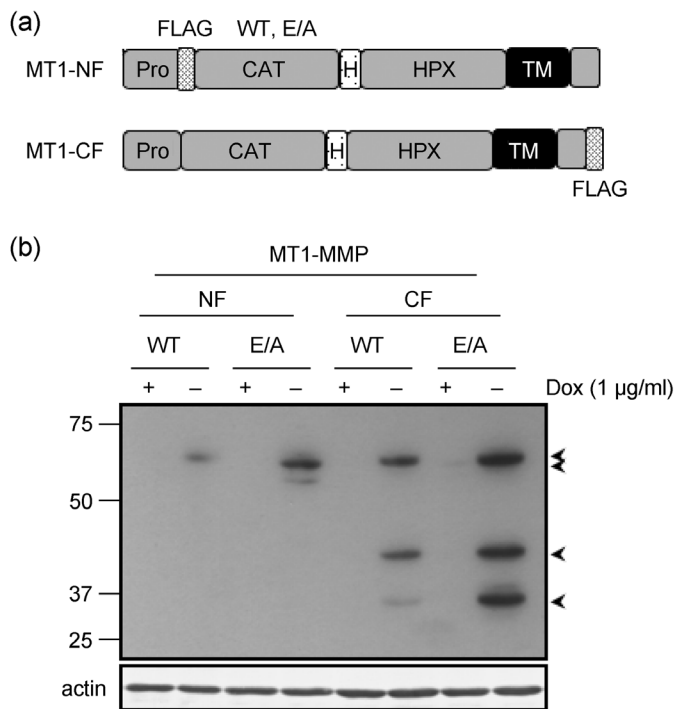 (a)
FLAG WT, E/A
MT1-NF Pro CAT H HPX TM
MT1-CF Pro CAT H HPX TM
FLAG
(b)
MT1-MMP
NF CF
WT E/A WT E/A
+ – + – + – + – Dox (1 µg/ml)
75
50
37
25
actin